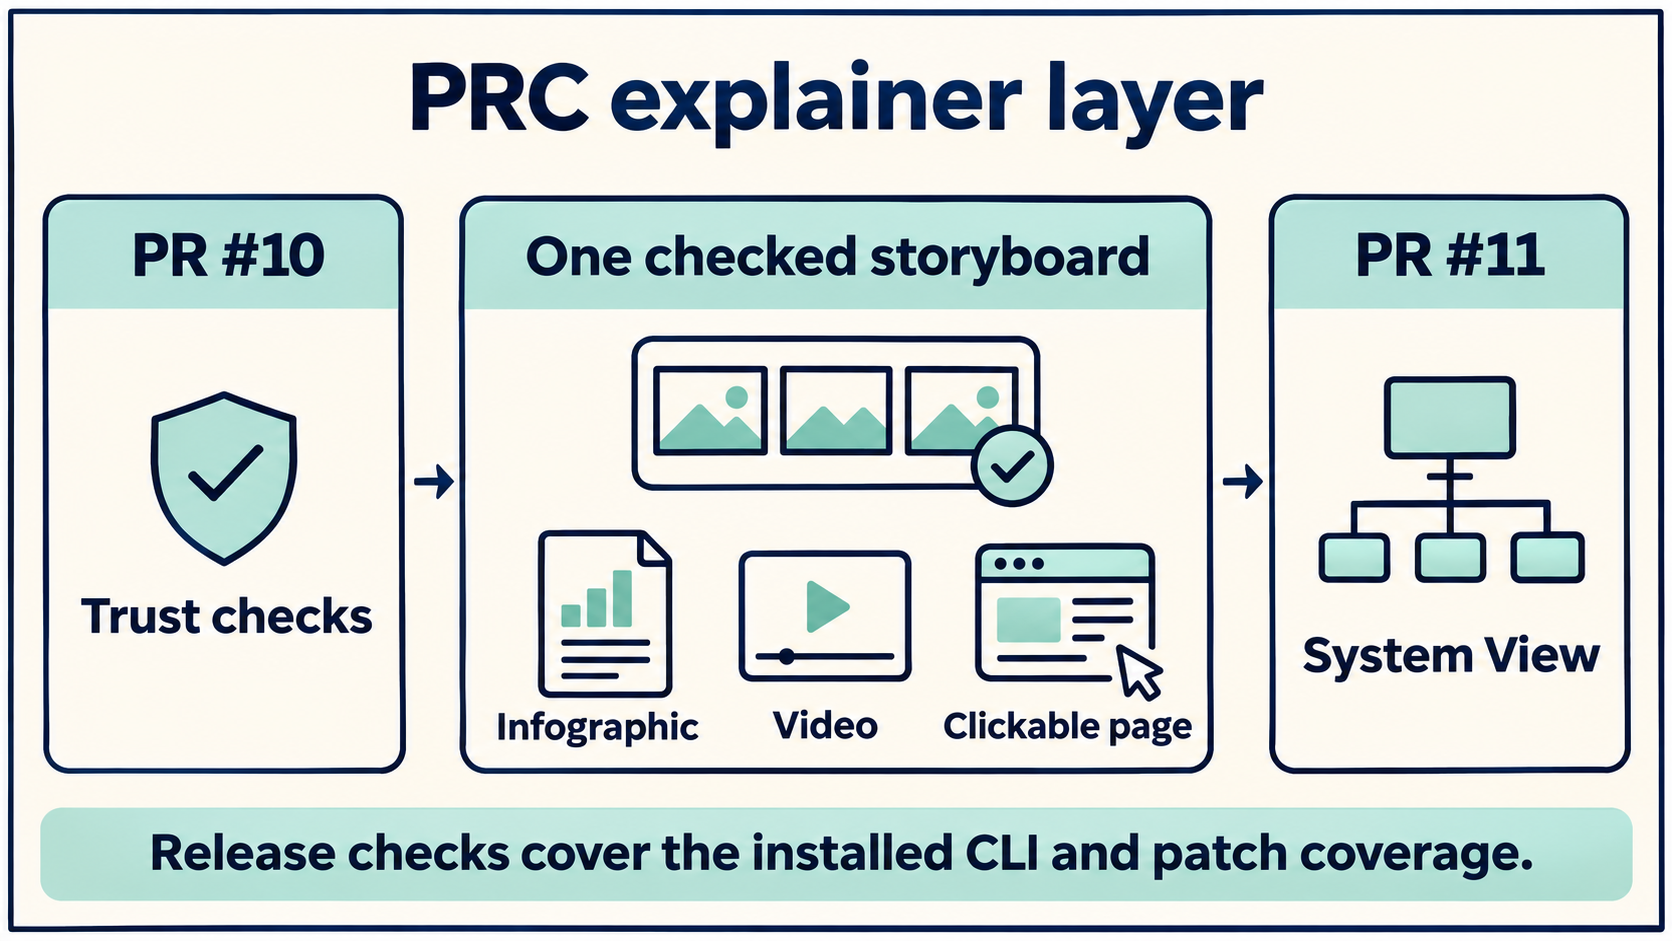 PRC explainer layer
PR #10
Trust checks
One checked storyboard
Infographic
Video
Clickable page
PR #11
System View
Release checks cover the installed CLI and patch coverage.